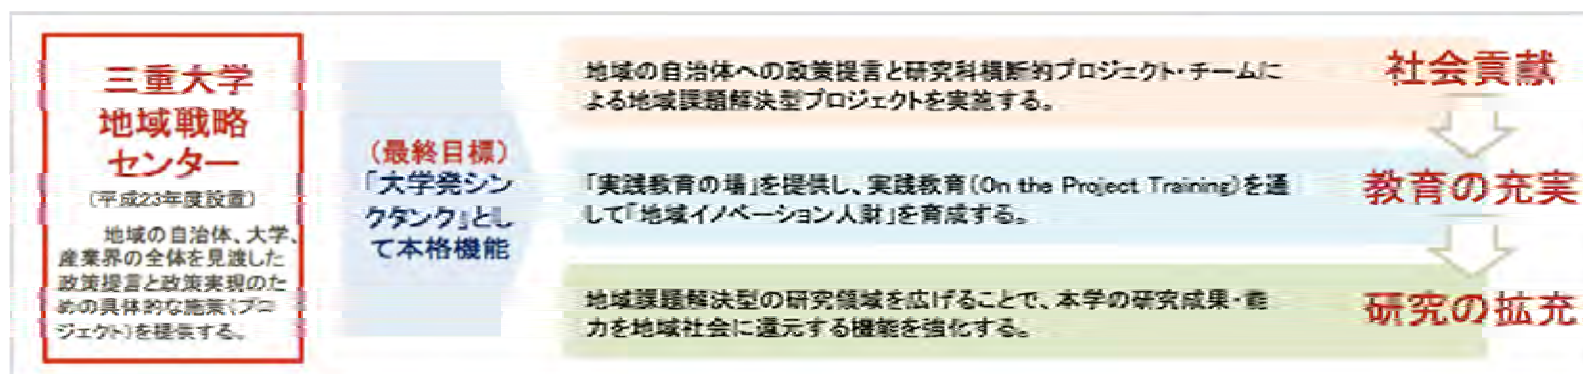 三重大学
地域戦略
センター
(平成23年度設置)
地域の自治体、大学、
産業界の全体を見渡した
政策提言と政策実現のた
めの具体的な施策(プロ
ジェクト)を提供する。
(最終目標)
「大学発シン
クタンク」とし
て本格機能
地域の自治体への政策提言と研究科横断的プロジェクト・チームに
よる地域課題解決型プロジェクトを実施する。
社会貢献
「実践教育の場」を提供し、実践教育(On the Project Training)を通
して「地域イノベーション人財」を育成する。
教育の充実
地域課題解決型の研究領域を広げることで、本学の研究成果・能
力を地域社会に還元する機能を強化する。
研究の拡充